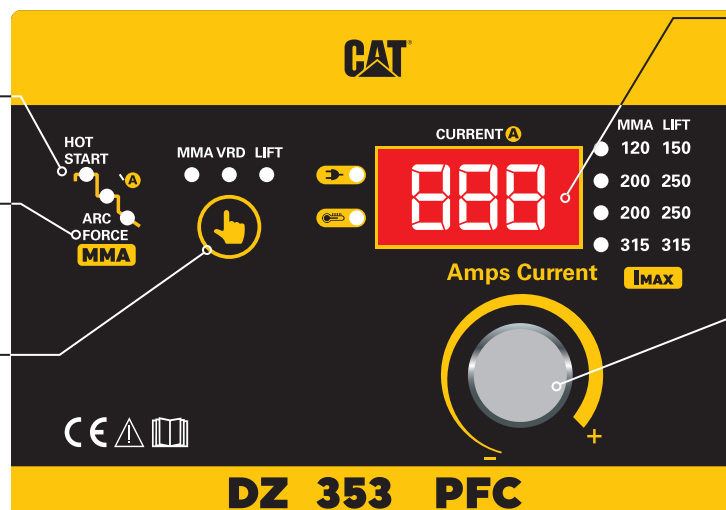 CAT
HOT
START
A
ARC
FORCE
MMA
MMA VRD LIFT
CURRENT A
888
MMA LIFT
120 150
200 250
200 250
315 315
IMAX
Amps Current
- +
CE
DZ 353 PFC